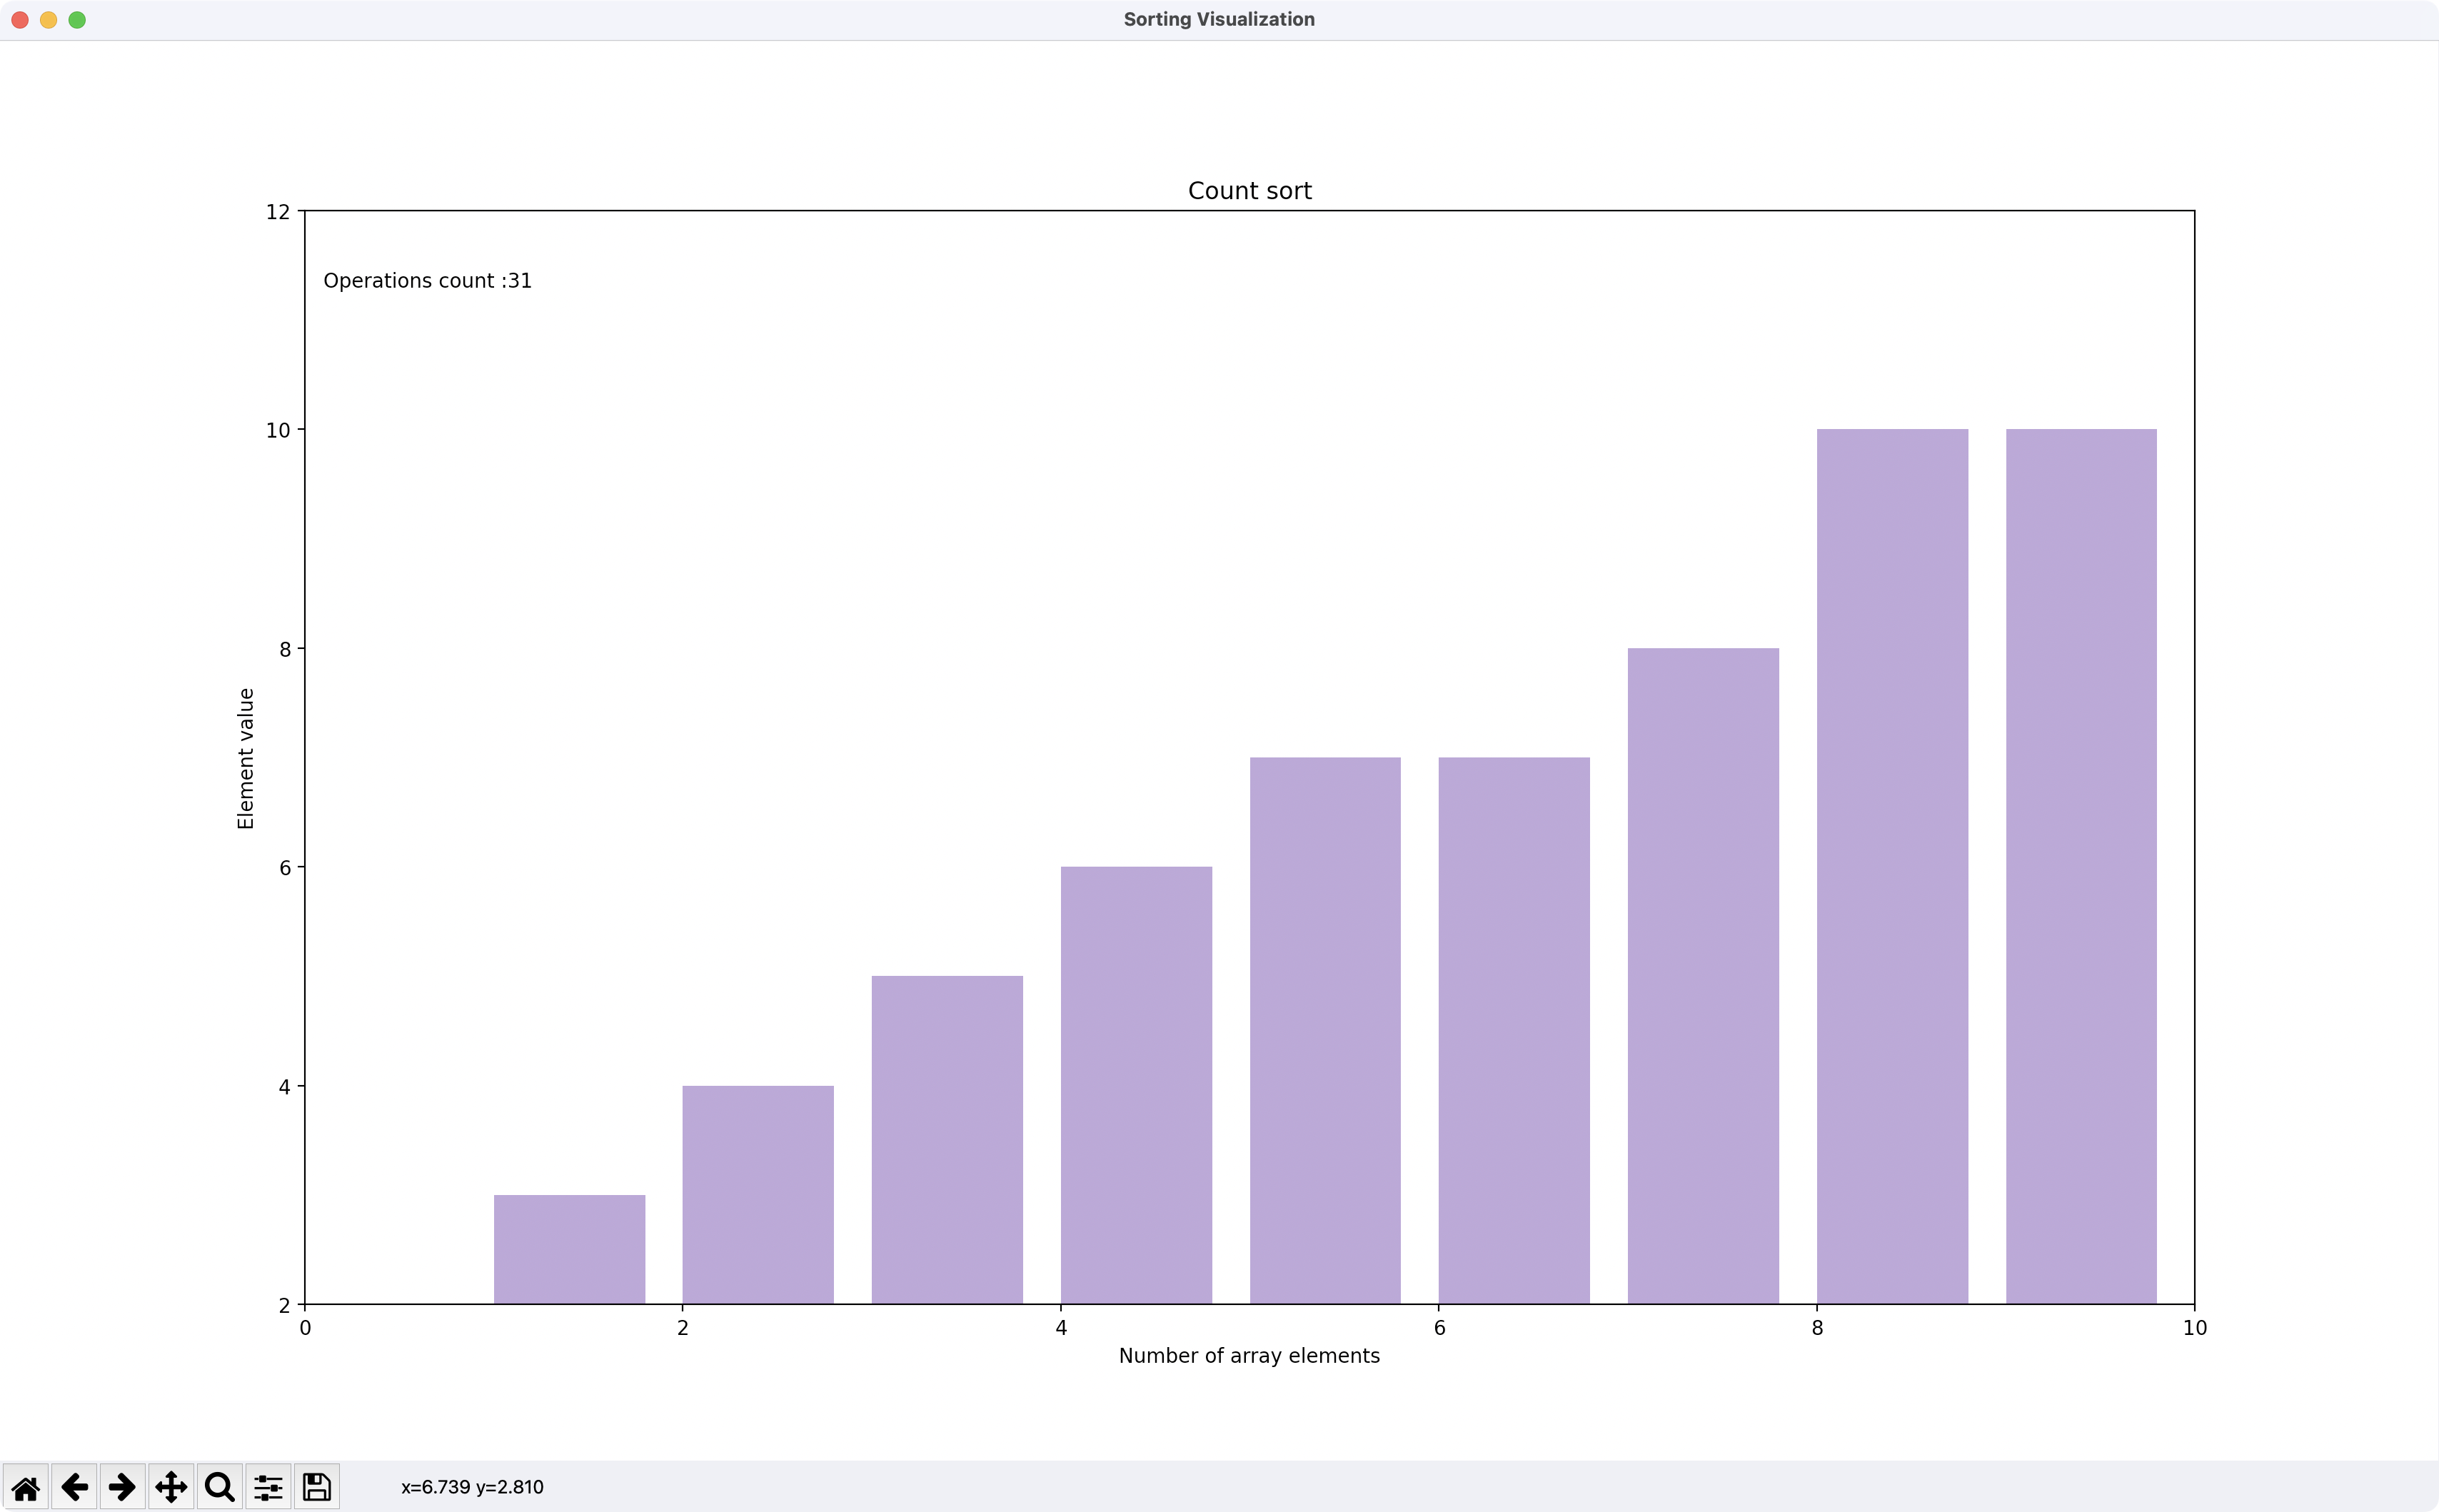 Sorting Visualization
Count sort
12
Operations count :31
10
8
Element value
6
4
2
0 2 4 6 8 10
Number of array elements
x=6.739 y=2.810